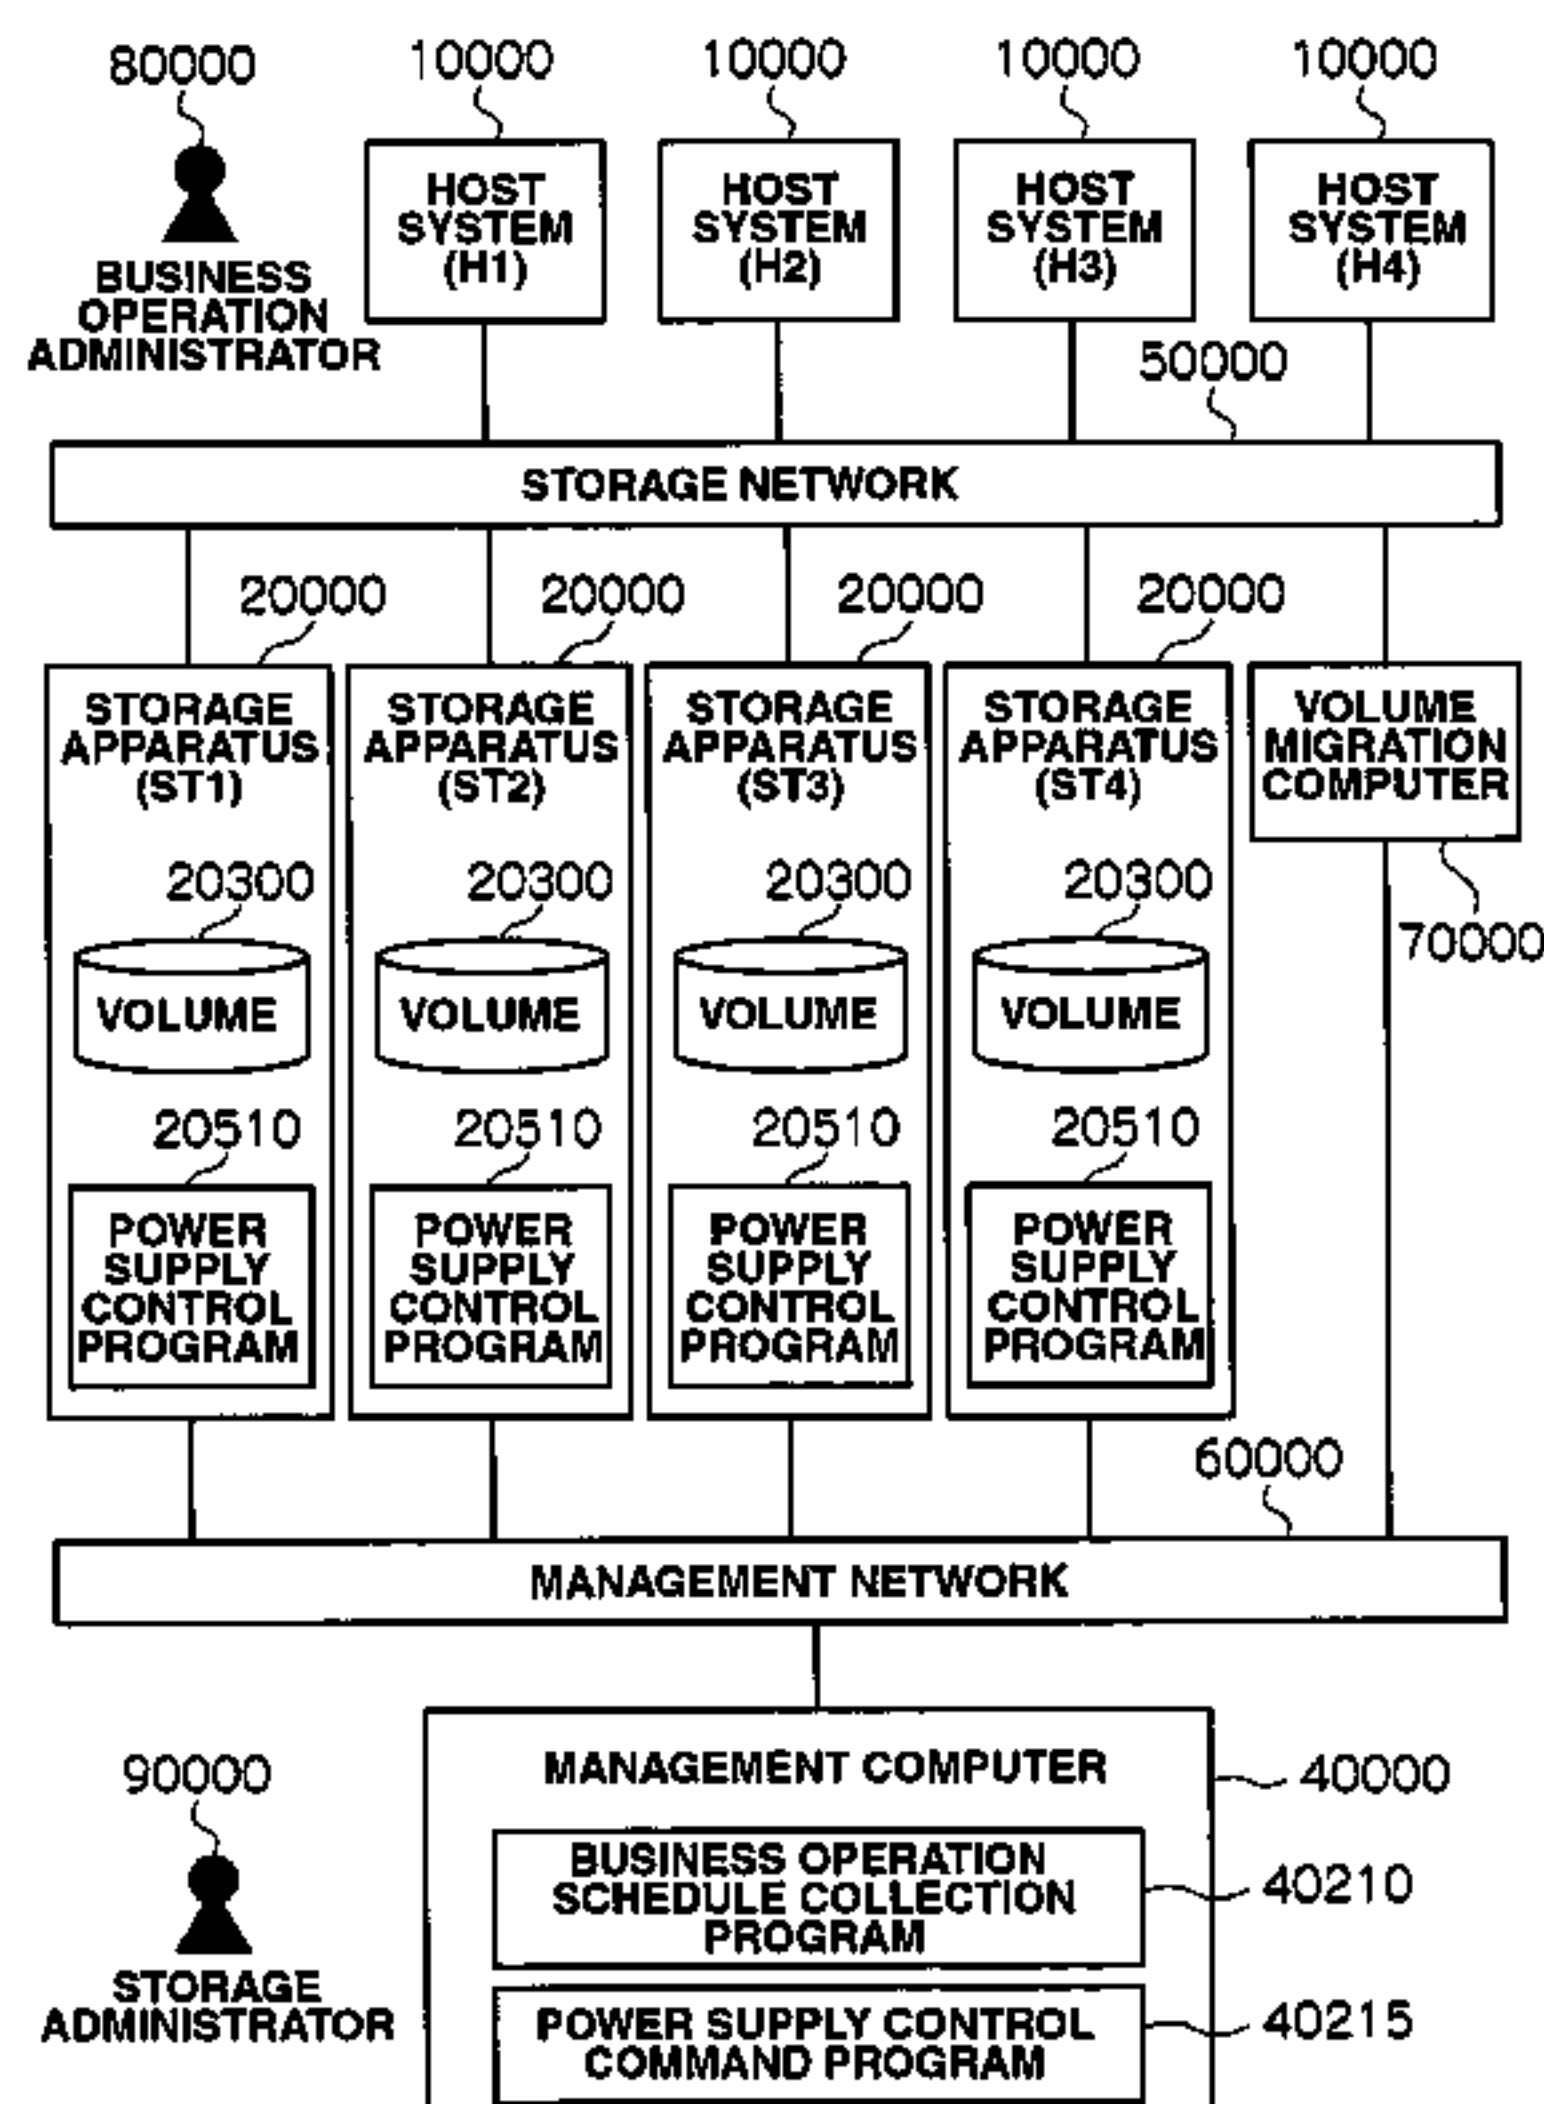 80000
10000
10000
10000
10000
BUSINESS
OPERATION
ADMINISTRATOR
HOST
SYSTEM
(H1)
HOST
SYSTEM
(H2)
HOST
SYSTEM
(H3)
HOST
SYSTEM
(H4)
50000
STORAGE NETWORK
20000
20000
20000
20000
STORAGE
APPARATUS
(ST1)
STORAGE
APPARATUS
(ST2)
STORAGE
APPARATUS
(ST3)
STORAGE
APPARATUS
(ST4)
VOLUME
MIGRATION
COMPUTER
70000
20300
20300
20300
20300
VOLUME
VOLUME
VOLUME
VOLUME
20510
20510
20510
20510
POWER
SUPPLY
CONTROL
PROGRAM
POWER
SUPPLY
CONTROL
PROGRAM
POWER
SUPPLY
CONTROL
PROGRAM
POWER
SUPPLY
CONTROL
PROGRAM
60000
MANAGEMENT NETWORK
90000
STORAGE
ADMINISTRATOR
MANAGEMENT COMPUTER
40000
BUSINESS OPERATION
SCHEDULE COLLECTION
PROGRAM
40210
POWER SUPPLY CONTROL
COMMAND PROGRAM
40215